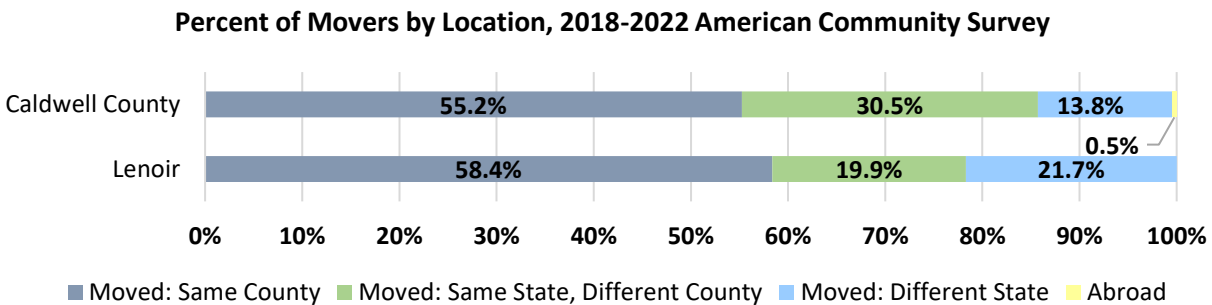 Percent of Movers by Location, 2018-2022 American Community Survey
Caldwell County 55.2% 30.5% 13.8%
0.5%
Lenoir 58.4% 19.9% 21.7%
0% 10% 20% 30% 40% 50% 60% 70% 80% 90% 100%
Moved: Same County Moved: Same State, Different County Moved: Different State Abroad